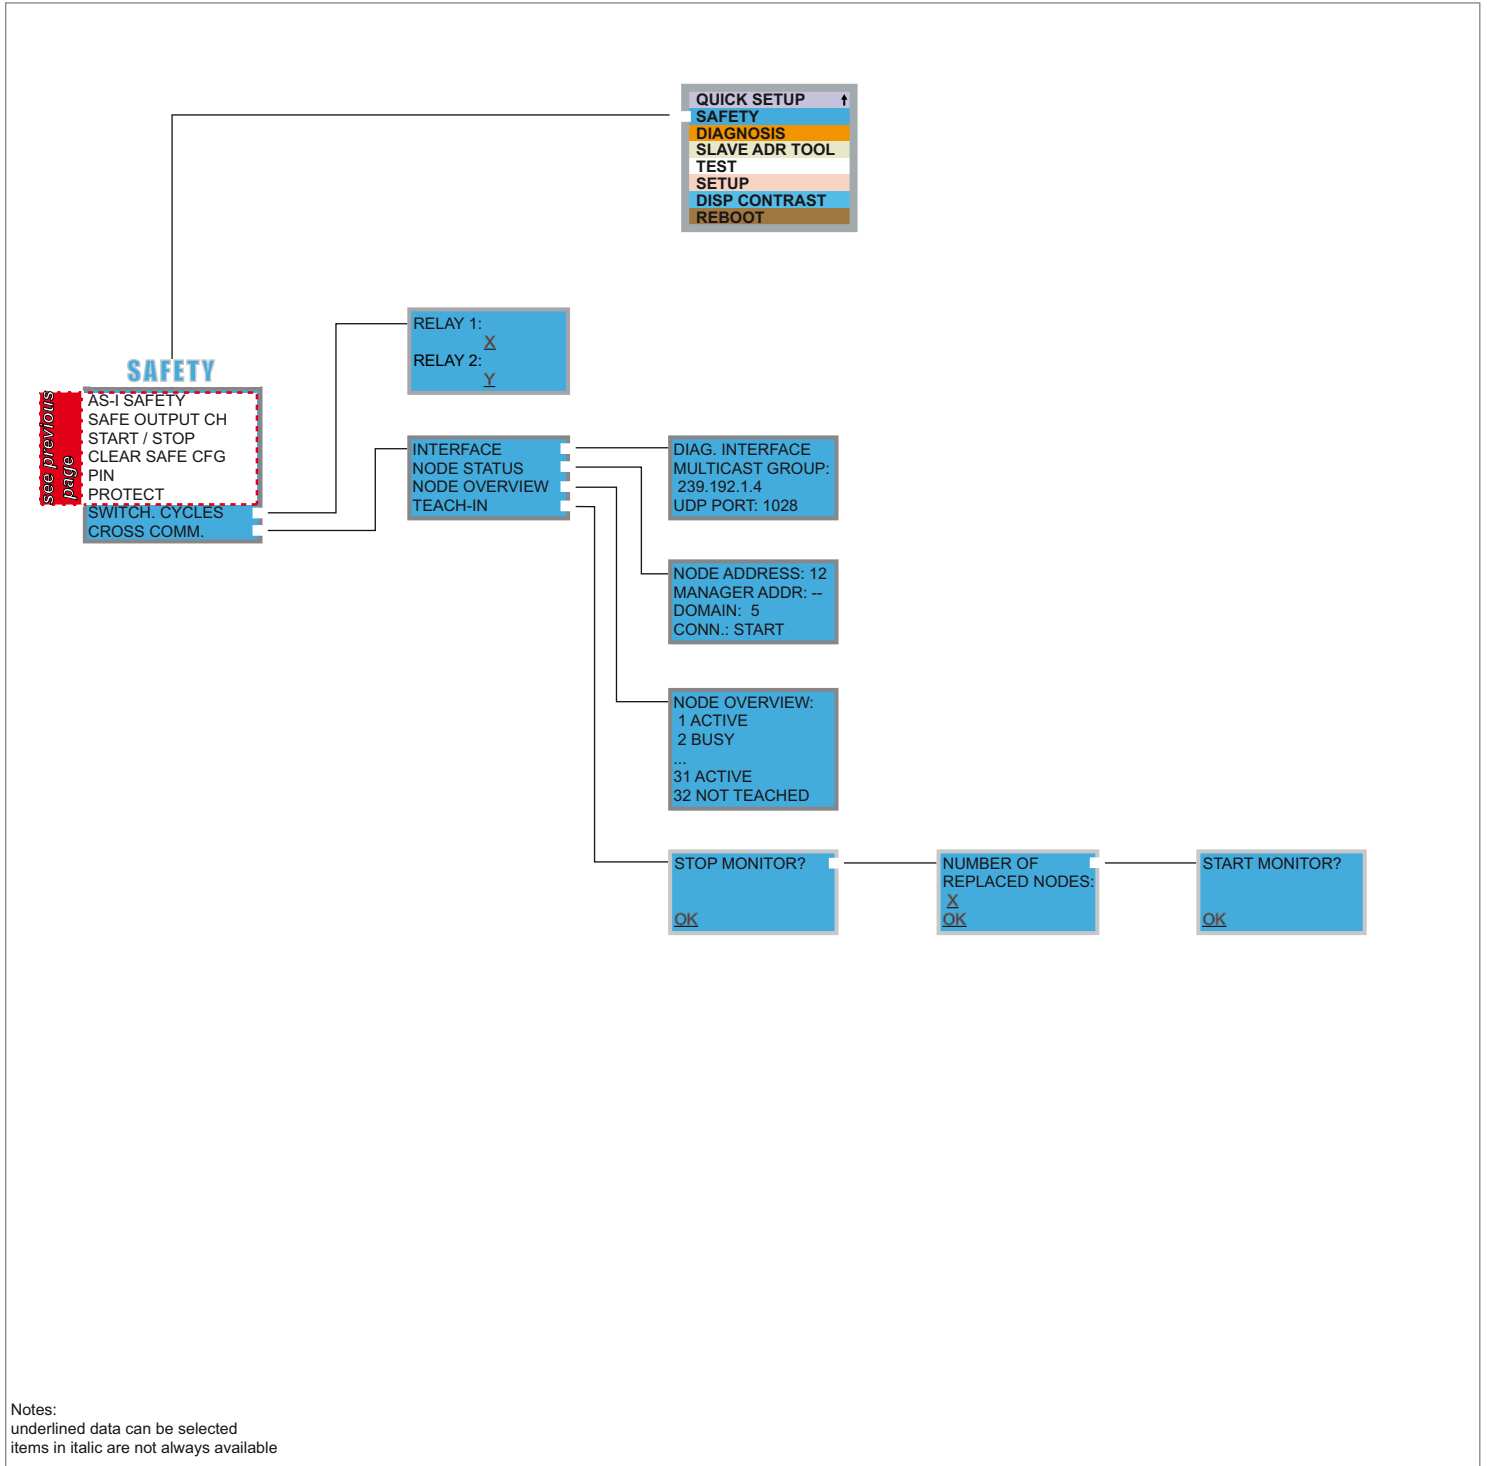 QUICK SETUP
SAFETY
DIAGNOSIS
SLAVE ADR TOOL
TEST
SETUP
DISP CONTRAST
REBOOT
SAFETY
see previous
page
AS-I SAFETY
SAFE OUTPUT CH
START / STOP
CLEAR SAFE CFG
PIN
PROTECT
SWITCH. CYCLES
CROSS COMM.
RELAY 1:
X
RELAY 2:
Y
INTERFACE
NODE STATUS
NODE OVERVIEW
TEACH-IN
DIAG. INTERFACE
MULTICAST GROUP:
239.192.1.4
UDP PORT: 1028
NODE ADDRESS: 12
MANAGER ADDR: --
DOMAIN: 5
CONN.: START
NODE OVERVIEW:
1 ACTIVE
2 BUSY
...
31 ACTIVE
32 NOT TEACHED
STOP MONITOR?
OK
NUMBER OF
REPLACED NODES:
X
OK
START MONITOR?
OK
Notes:
underlined data can be selected
items in italic are not always available